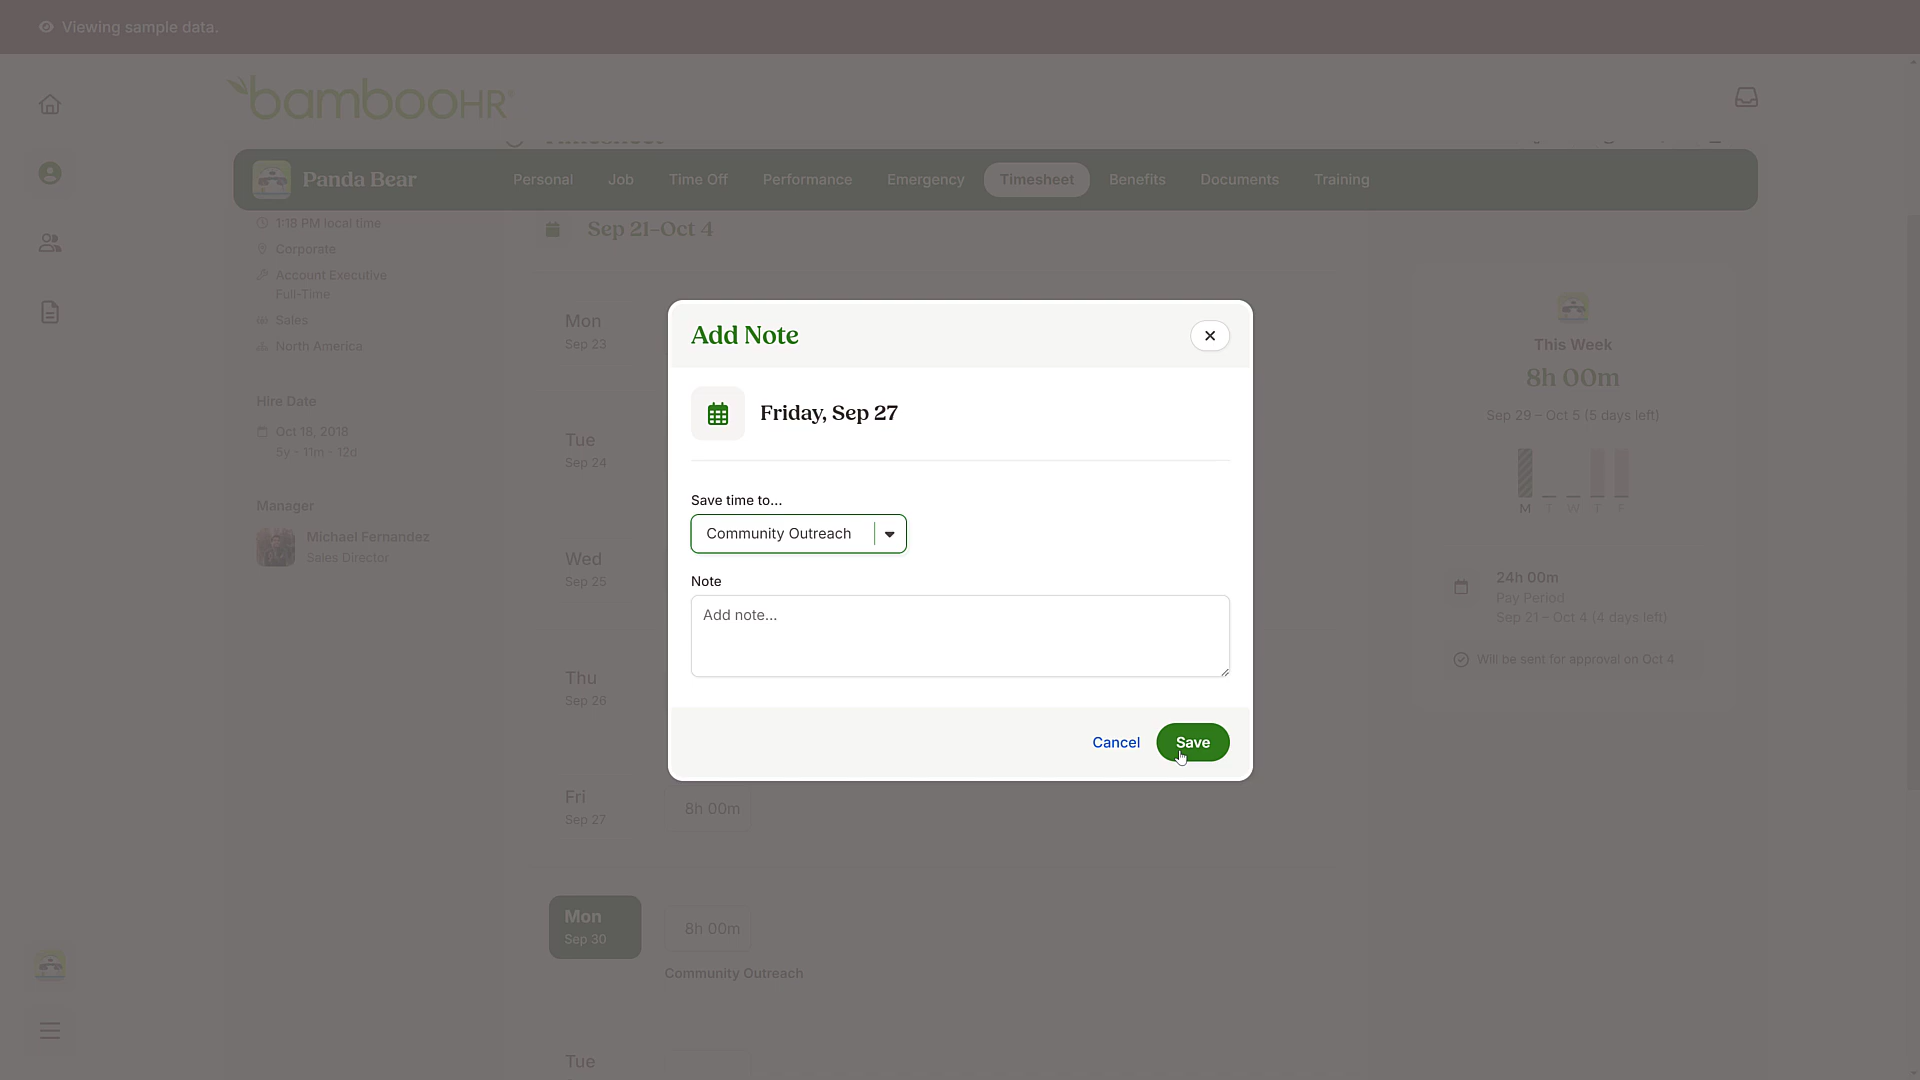 Viewing sample data.
bambooHR
Panda Bear
Personal
Job
Time Off
Performance
Emergency
Timesheet
Benefits
Documents
Training
1:18 PM local time
Corporate
Account Executive
Full-Time
Sales
North America
Hire Date
Oct 18, 2018
5y - 11m - 12d
Manager
Michael Fernandez
Sales Director
Sep 21–Oct 4
Mon
Sep 23
Tue
Sep 24
Wed
Sep 25
Thu
Sep 26
Fri
Sep 27
8h 00m
Mon
Sep 30
8h 00m
Community Outreach
Tue
Add Note
Friday, Sep 27
Save time to...
Community Outreach
Note
Add note...
Cancel
Save
This Week
8h 00m
Sep 29 – Oct 5 (5 days left)
M T W T F
24h 00m
Pay Period
Sep 21 – Oct 4 (4 days left)
Will be sent for approval on Oct 4